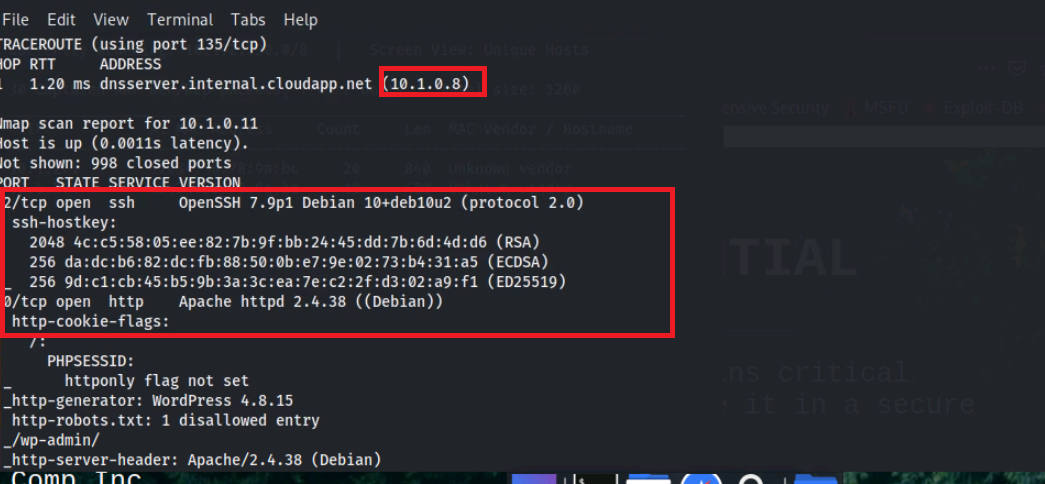 File Edit View Terminal Tabs Help
TRACEROUTE (using port 135/tcp)
HOP RTT ADDRESS
1 1.20 ms dnsserver.internal.cloudapp.net (10.1.0.8)
Nmap scan report for 10.1.0.11
Host is up (0.0011s latency).
Not shown: 998 closed ports
PORT STATE SERVICE VERSION
2/tcp open ssh OpenSSH 7.9p1 Debian 10+deb10u2 (protocol 2.0)
ssh-hostkey:
2048 4c:c5:58:05:ee:82:7b:9f:bb:24:45:dd:7b:6d:4d:d6 (RSA)
256 da:dc:b6:82:dc:fb:88:50:0b:e7:9e:02:73:b4:31:a5 (ECDSA)
_ 256 9d:c1:cb:45:b5:9b:3a:3c:ea:7e:c2:2f:d3:02:a9:f1 (ED25519)
0/tcp open http Apache httpd 2.4.38 ((Debian))
http-cookie-flags:
/:
PHPSESSID:
_ httponly flag not set
_http-generator: WordPress 4.8.15
http-robots.txt: 1 disallowed entry
_/wp-admin/
_http-server-header: Apache/2.4.38 (Debian)
Screen View: Unique Hosts
size: 3280
ensive Security MSFU Exploit-DB
Count Len MAC Vendor / Hostname
20 840 Unknown vendor
Unknown vendor
TIAL
ns critical
it in a secure
Comp Inc